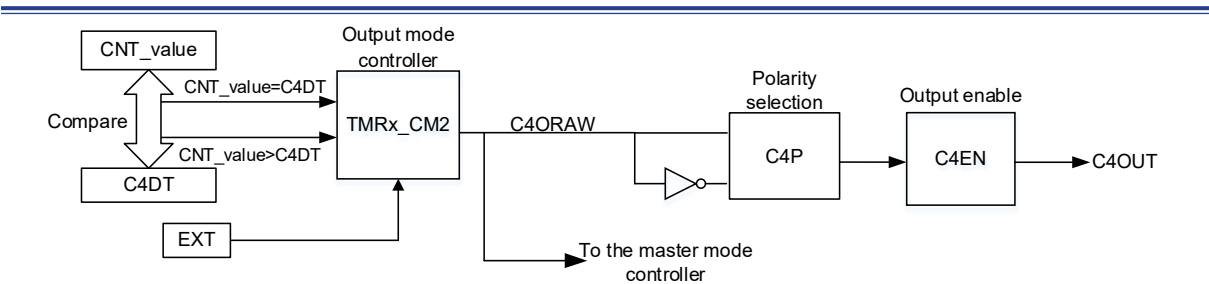 CNT_value
Compare
C4DT
CNT_value=C4DT
CNT_value>C4DT
EXT
Output mode
controller
TMRx_CM2
C4ORAW
To the master mode
controller
Polarity
selection
C4P
Output enable
C4EN
C4OUT